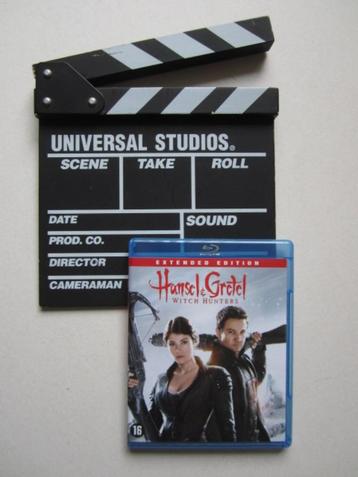 UNIVERSAL STUDIOS®
SCENE TAKE ROLL
DATE SOUND
PROD. CO.
DIRECTOR
CAMERAMAN
EXTENDED EDITION
Hansel & Gretel
WITCH HUNTERS
16